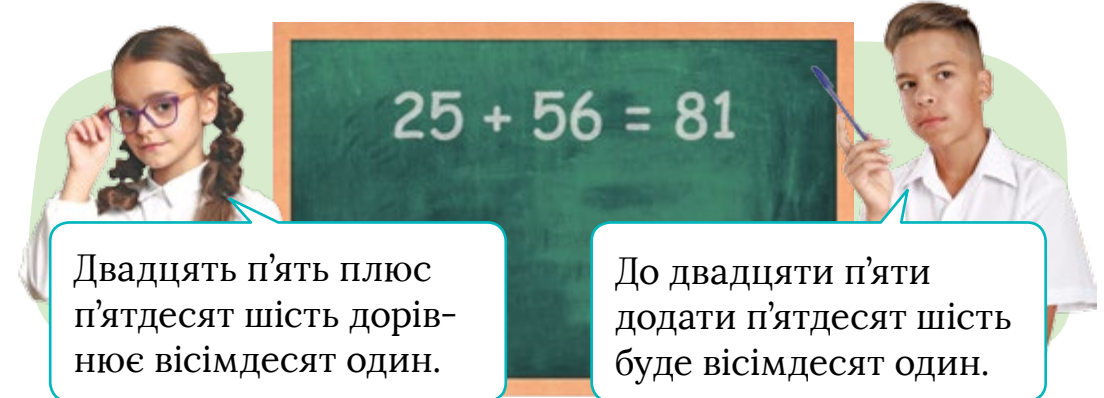 25 + 56 = 81
Двадцять п’ять плюс
п’ятдесят шість дорів-
нює вісімдесят один.
До двадцяти п’яти
додати п’ятдесят шість
буде вісімдесят один.